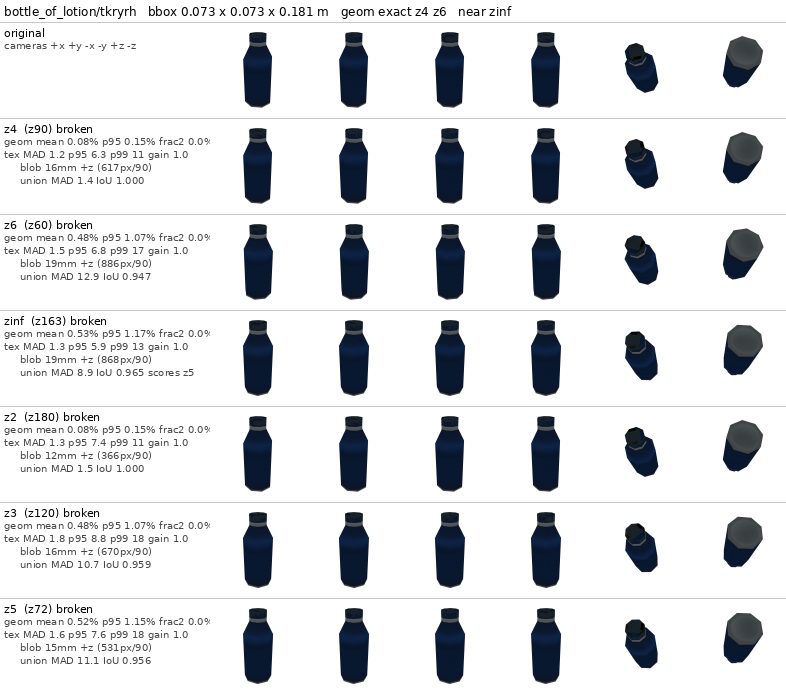 bottle_of_lotion/tkryrh   bbox 0.073 x 0.073 x 0.181 m   geom exact z4 z6   near zinf
original
cameras +x +y -x -y +z -z
z4  (z90) broken
geom mean 0.08% p95 0.15% frac2 0.0%
tex MAD 1.2 p95 6.3 p99 11 gain 1.0
blob 16mm +z (617px/90)
union MAD 1.4 IoU 1.000
z6  (z60) broken
geom mean 0.48% p95 1.07% frac2 0.0%
tex MAD 1.5 p95 6.8 p99 17 gain 1.0
blob 19mm +z (886px/90)
union MAD 12.9 IoU 0.947
zinf  (z163) broken
geom mean 0.53% p95 1.17% frac2 0.0%
tex MAD 1.3 p95 5.9 p99 13 gain 1.0
blob 19mm +z (868px/90)
union MAD 8.9 IoU 0.965 scores z5
z2  (z180) broken
geom mean 0.08% p95 0.15% frac2 0.0%
tex MAD 1.3 p95 7.4 p99 11 gain 1.0
blob 12mm +z (366px/90)
union MAD 1.5 IoU 1.000
z3  (z120) broken
geom mean 0.48% p95 1.07% frac2 0.0%
tex MAD 1.8 p95 8.8 p99 18 gain 1.0
blob 16mm +z (670px/90)
union MAD 10.7 IoU 0.959
z5  (z72) broken
geom mean 0.52% p95 1.15% frac2 0.0%
tex MAD 1.6 p95 7.6 p99 18 gain 1.0
blob 15mm +z (531px/90)
union MAD 11.1 IoU 0.956